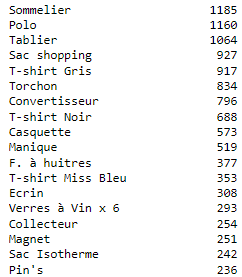 Sommelier 1185
Polo 1160
Tablier 1064
Sac shopping 927
T-shirt Gris 917
Torchon 834
Convertisseur 796
T-shirt Noir 688
Casquette 573
Manique 519
F. à huitres 377
T-shirt Miss Bleu 353
Ecrin 308
Verres à Vin x 6 293
Collecteur 254
Magnet 251
Sac Isotherme 242
Pin's 236